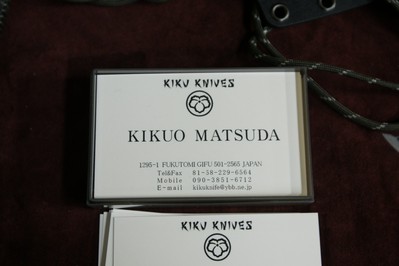 KIKU KNIVES
KIKUO MATSUDA
1295-1 FUKUTOMI GIFU 501-2565 JAPAN
Tel&Fax 81-58-229-6564
Mobile 090-3851-6712
E-mail kikuknife@ybb.ne.jp
KIKU KNIVES